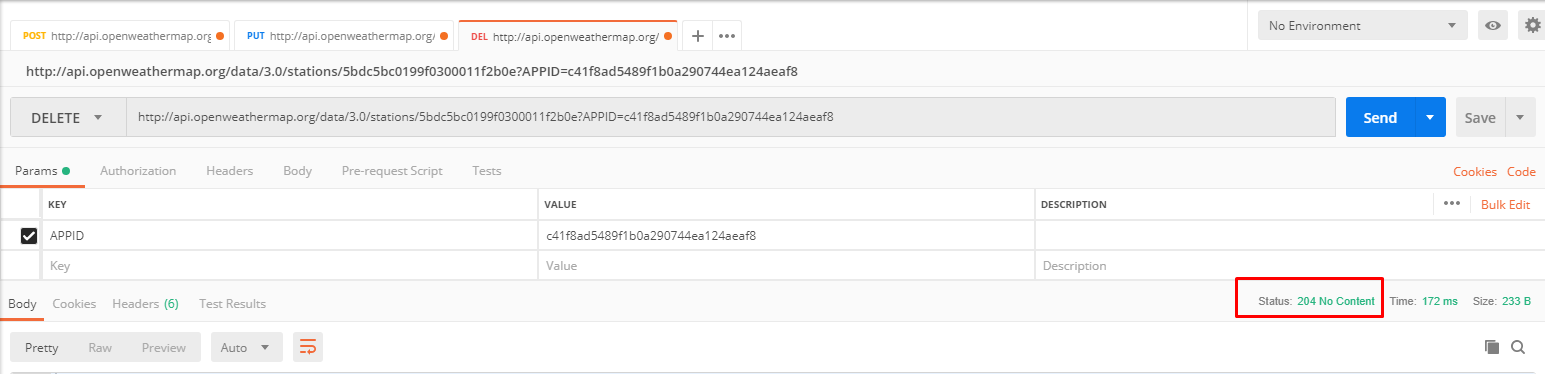 POST http://api.openweathermap.org PUT http://api.openweathermap.org/ DEL http://api.openweathermap.org/ + ••• No Environment
http://api.openweathermap.org/data/3.0/stations/5bdc5bc0199f0300011f2b0e?APPID=c41f8ad5489f1b0a290744ea124aeaf8
DELETE http://api.openweathermap.org/data/3.0/stations/5bdc5bc0199f0300011f2b0e?APPID=c41f8ad5489f1b0a290744ea124aeaf8 Send Save
Params Authorization Headers Body Pre-request Script Tests Cookies Code
KEY VALUE DESCRIPTION ••• Bulk Edit
APPID c41f8ad5489f1b0a290744ea124aeaf8
Key Value Description
Body Cookies Headers (6) Test Results Status: 204 No Content Time: 172 ms Size: 233 B
Pretty Raw Preview Auto